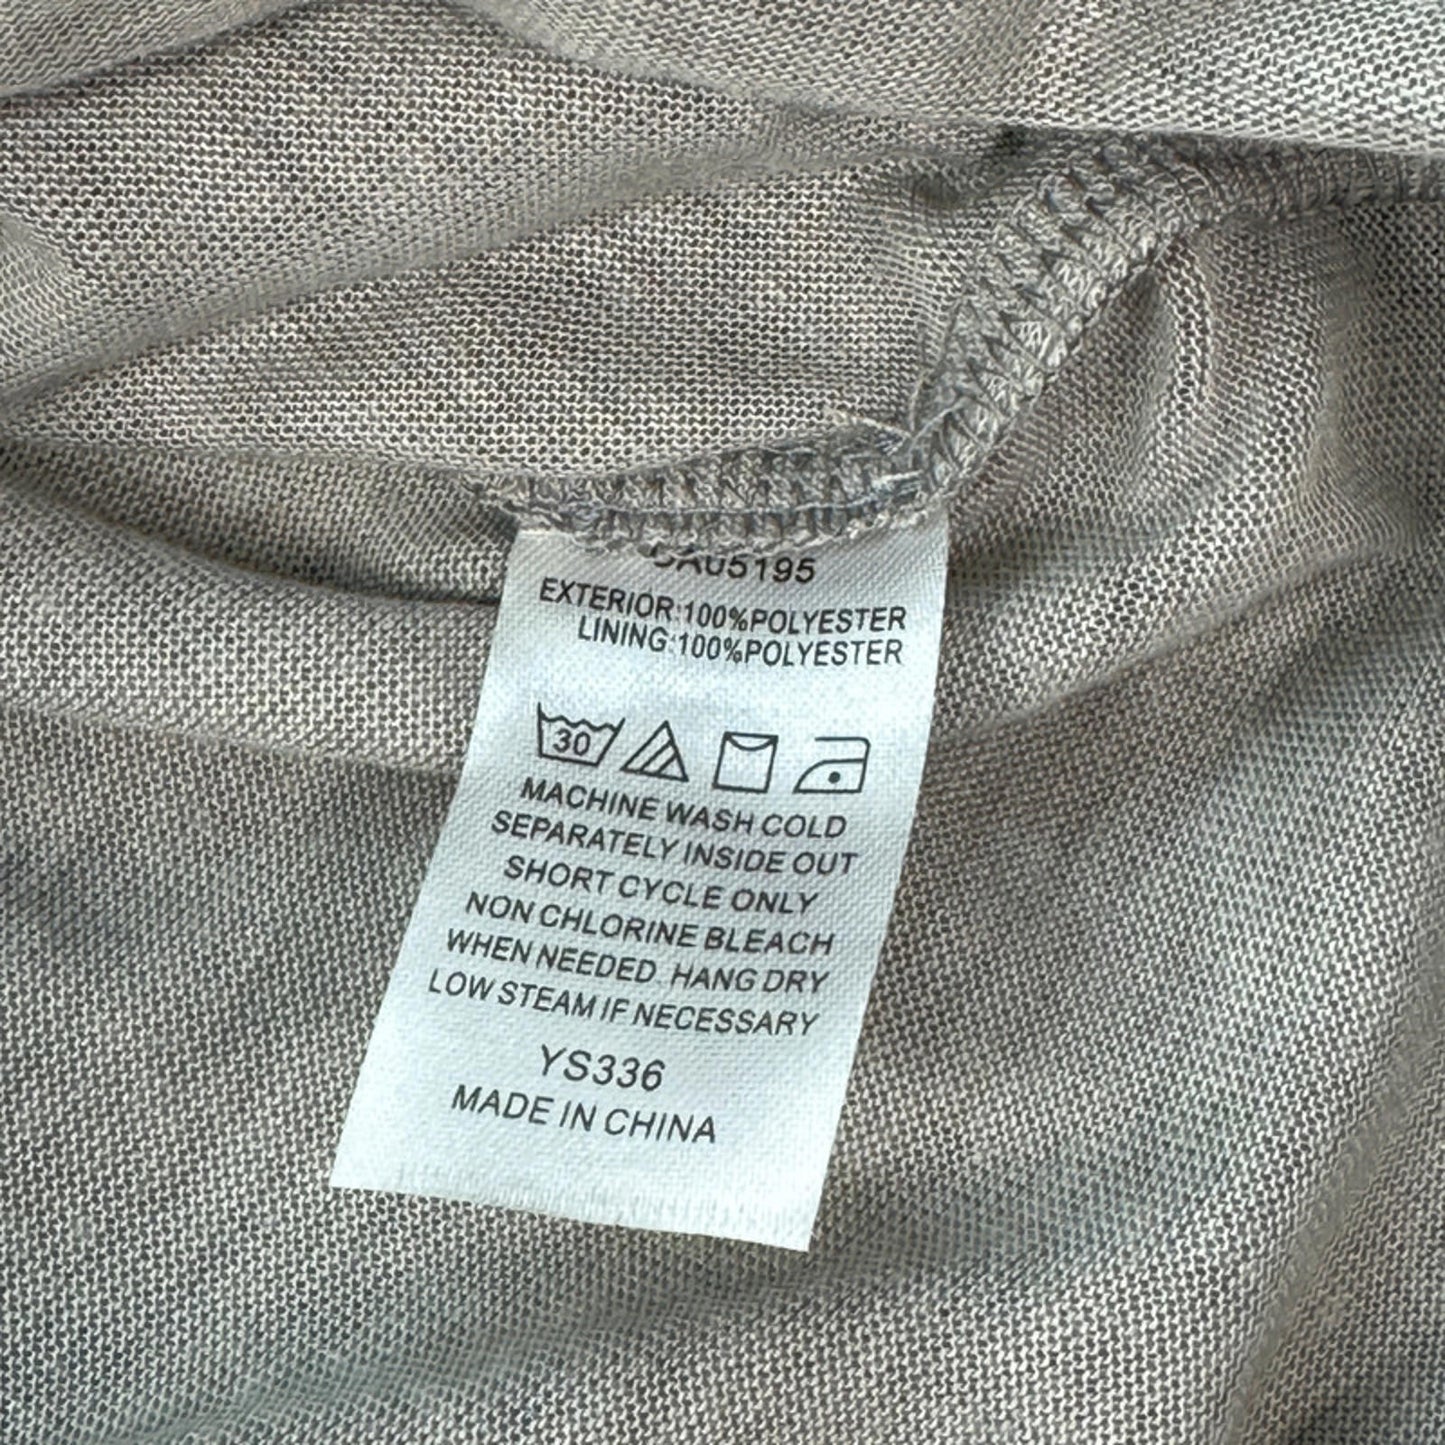 EXTERIOR:100%POLYESTER
LINING:100%POLYESTER
30
MACHINE WASH COLD
SEPARATELY INSIDE OUT
SHORT CYCLE ONLY
NON CHLORINE BLEACH
WHEN NEEDED. HANG DRY
LOW STEAM IF NECESSARY
YS336
MADE IN CHINA